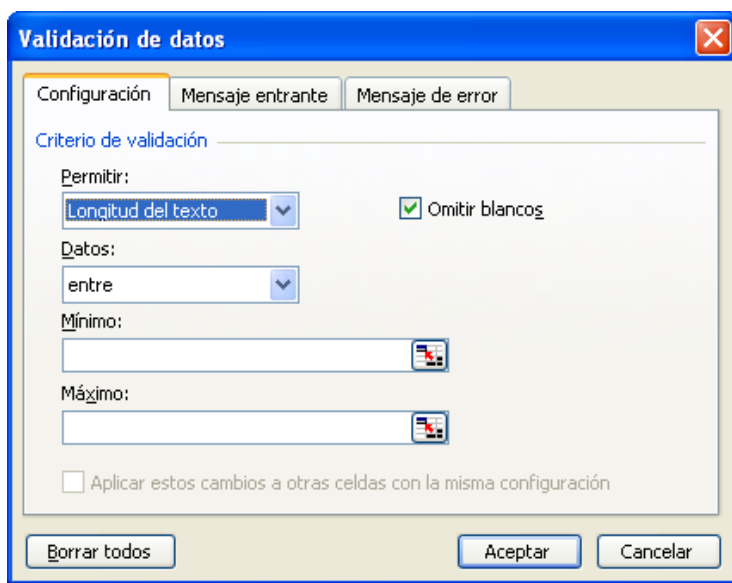 Validación de datos
Configuración Mensaje entrante Mensaje de error
Criterio de validación
Permitir:
Longitud del texto Omitir blancos
Datos:
entre
Mínimo:
Máximo:
Aplicar estos cambios a otras celdas con la misma configuración
Borrar todos Aceptar Cancelar